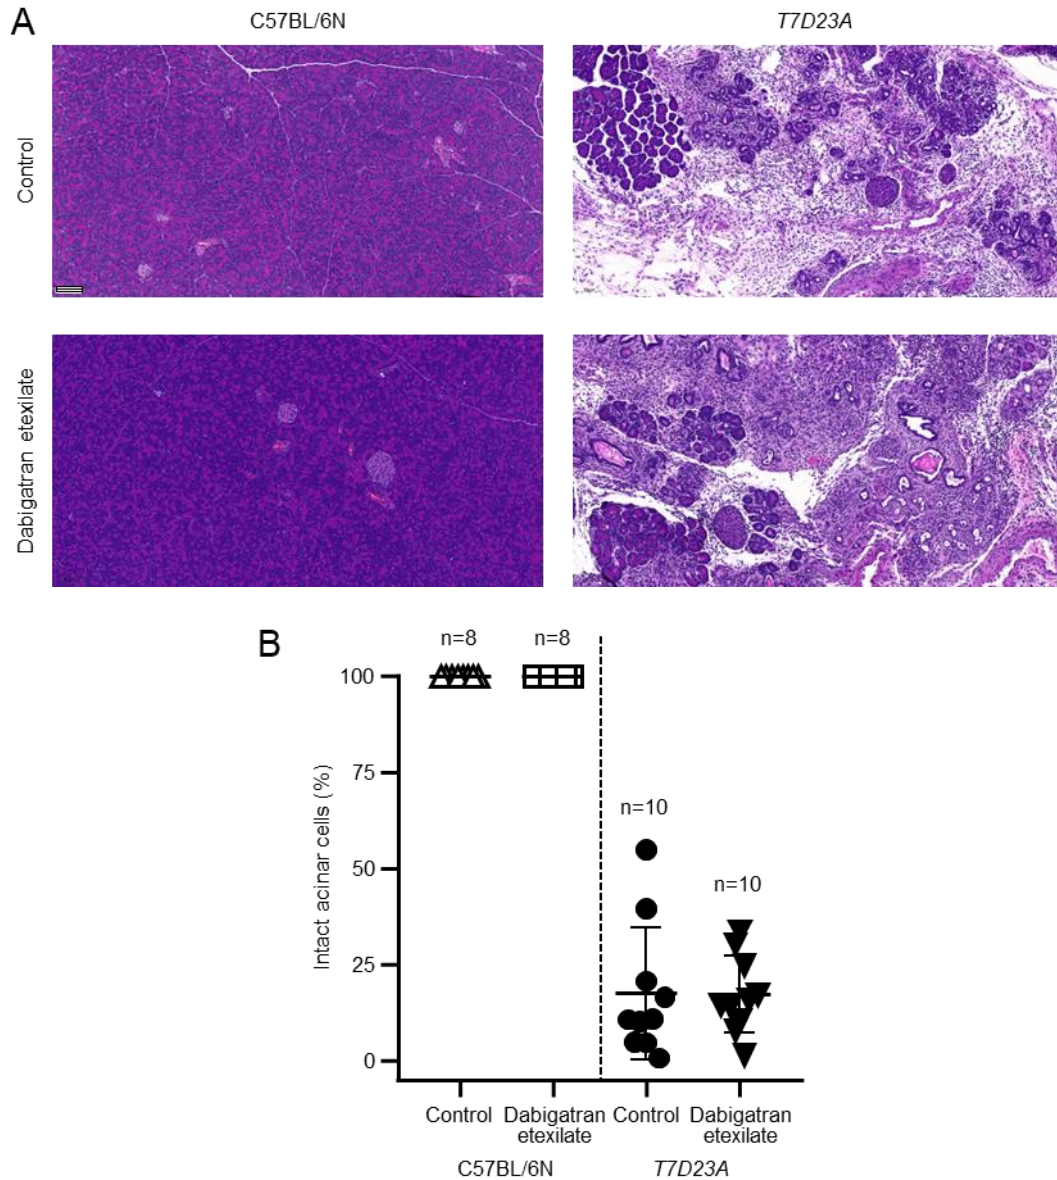 A
C57BL/6N
T7D23A
Control
Dabigatran etexilate
B
n=8
n=8
100
n=10
75
n=10
50
25
0
Intact acinar cells (%)
Control
Dabigatran
etexilate
Control
Dabigatran
etexilate
C57BL/6N
T7D23A